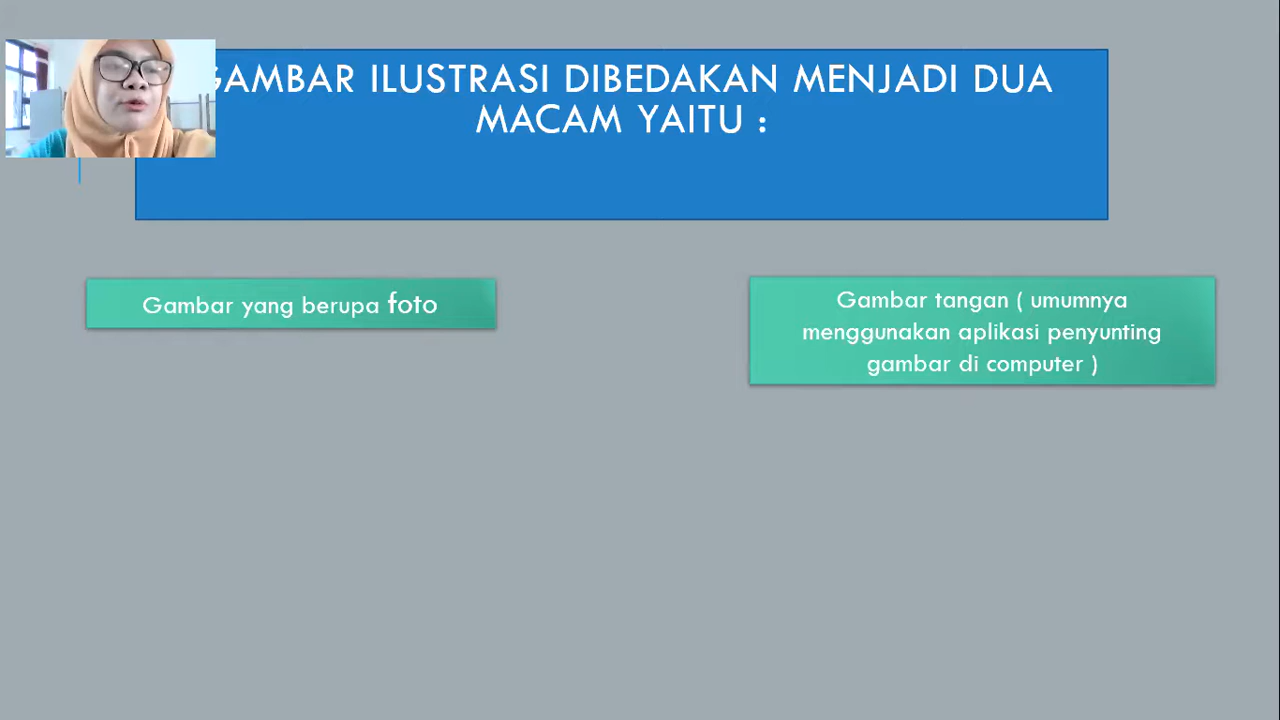 GAMBAR ILUSTRASI DIBEDAKAN MENJADI DUA
MACAM YAITU :
Gambar yang berupa foto
Gambar tangan ( umumnya
menggunakan aplikasi penyunting
gambar di computer )